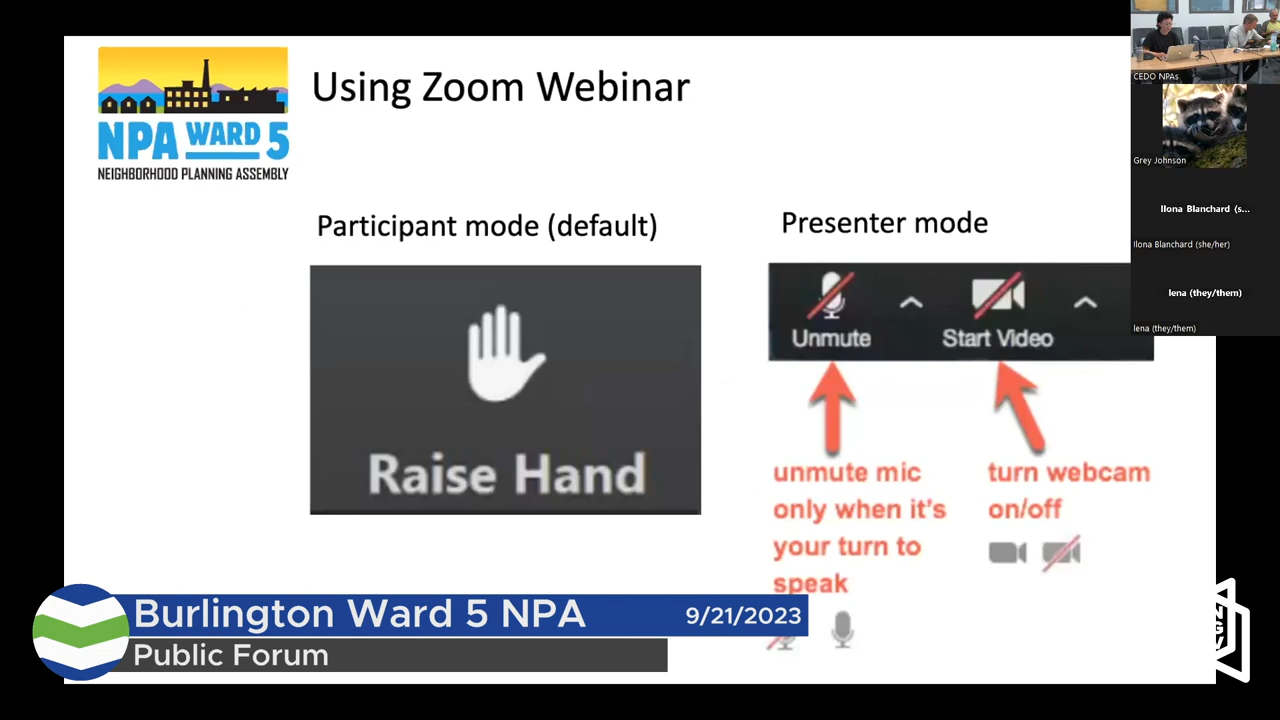 NPA WARD 5
NEIGHBORHOOD PLANNING ASSEMBLY
Using Zoom Webinar
Participant mode (default)
Raise Hand
Presenter mode
Unmute
Start Video
unmute mic
only when it's
your turn to
speak
turn webcam
on/off
CEDO NPAs
Grey Johnson
Ilona Blanchard (s...
Ilona Blanchard (she/her)
lena (they/them)
lena (they/them)
Burlington Ward 5 NPA
9/21/2023
Public Forum